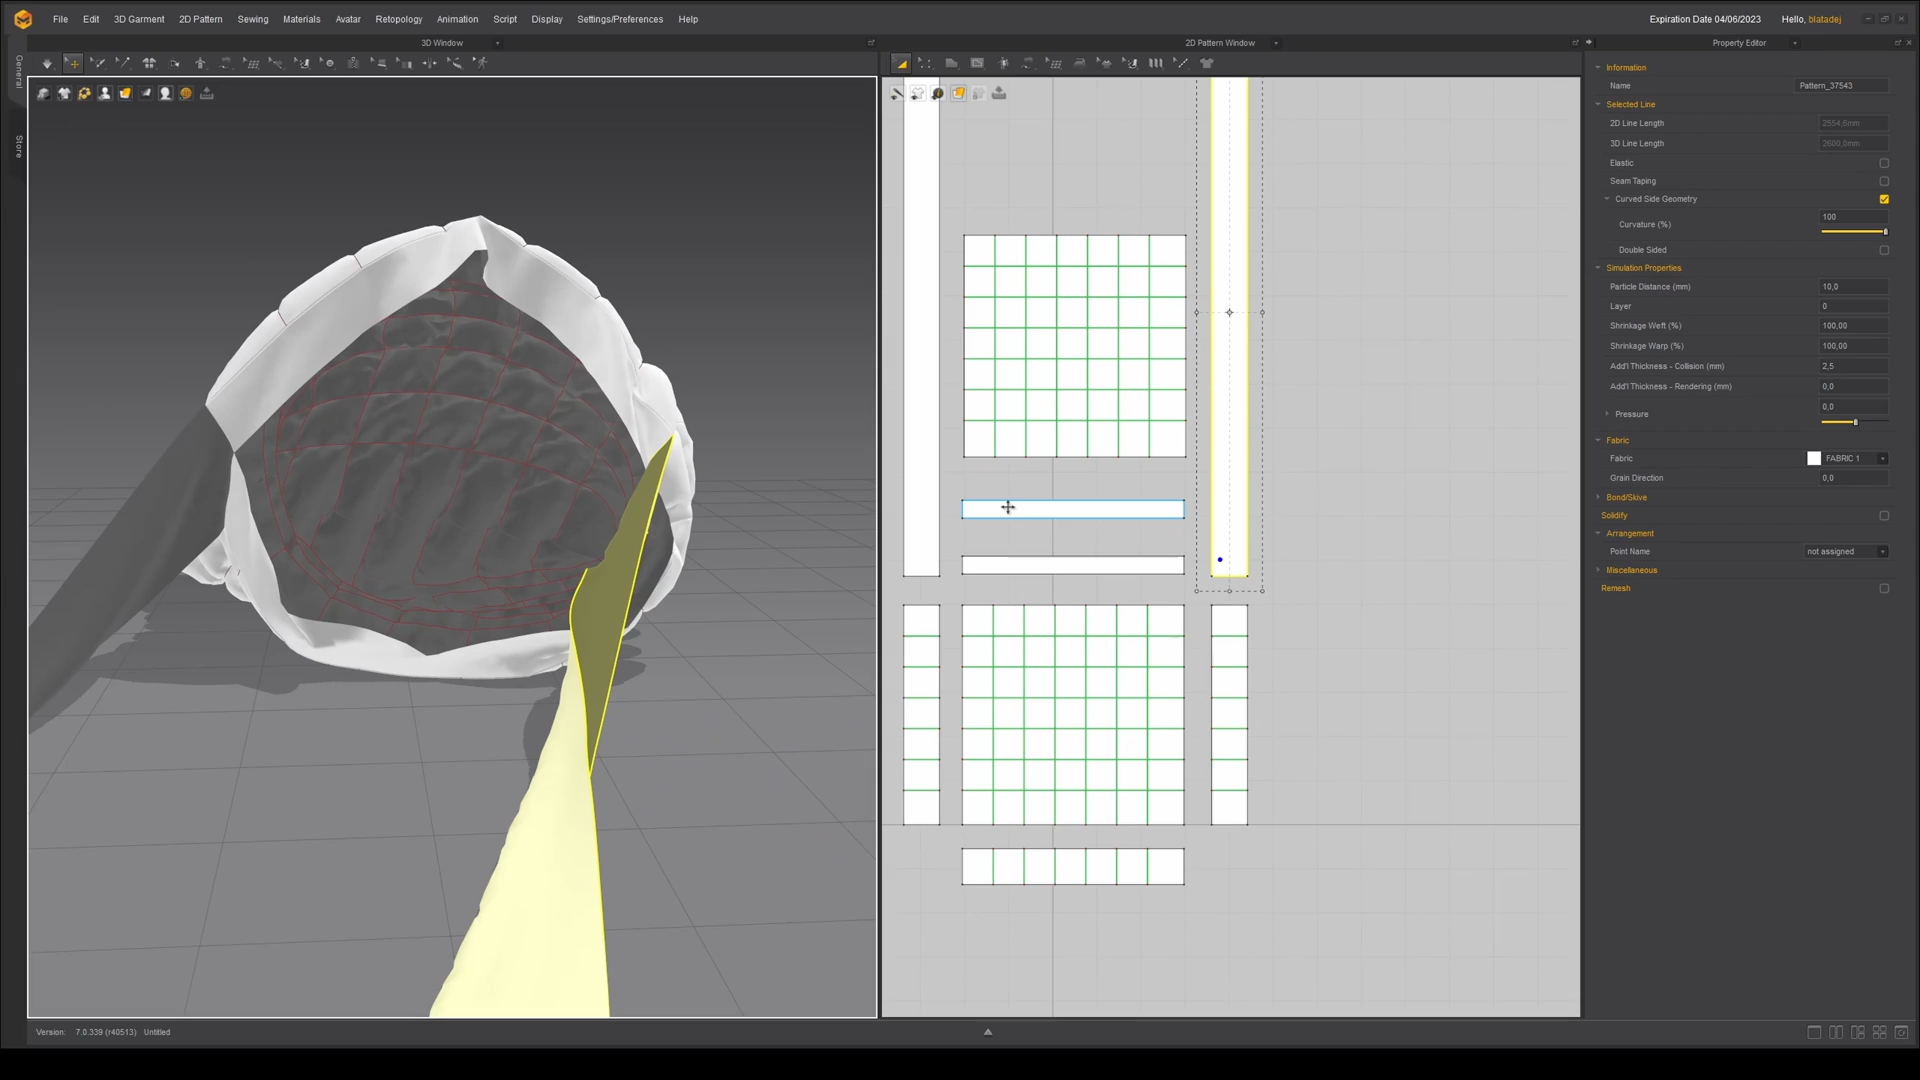 File Edit 3D Garment 2D Pattern Sewing Materials Avatar Retopology Animation Script Display Settings/Preferences Help Expiration Date 04/06/2023 Hello, blatadej
3D Window
2D Pattern Window
Property Editor
General
Store
Information
Name Pattern_37543
Selected Line
2D Line Length 2554,6mm
3D Line Length 2600,0mm
Elastic
Seam Taping
Curved Side Geometry
Curvature (%) 100
Double Sided
Simulation Properties
Particle Distance (mm) 10,0
Layer 0
Shrinkage Weft (%) 100,00
Shrinkage Warp (%) 100,00
Add'l Thickness - Collision (mm) 2,5
Add'l Thickness - Rendering (mm) 0,0
Pressure 0,0
Fabric
Fabric FABRIC 1
Grain Direction 0,0
Bond/Skive
Solidify
Arrangement
Point Name not assigned
Miscellaneous
Remesh
Version: 7.0.339 (r40513) Untitled